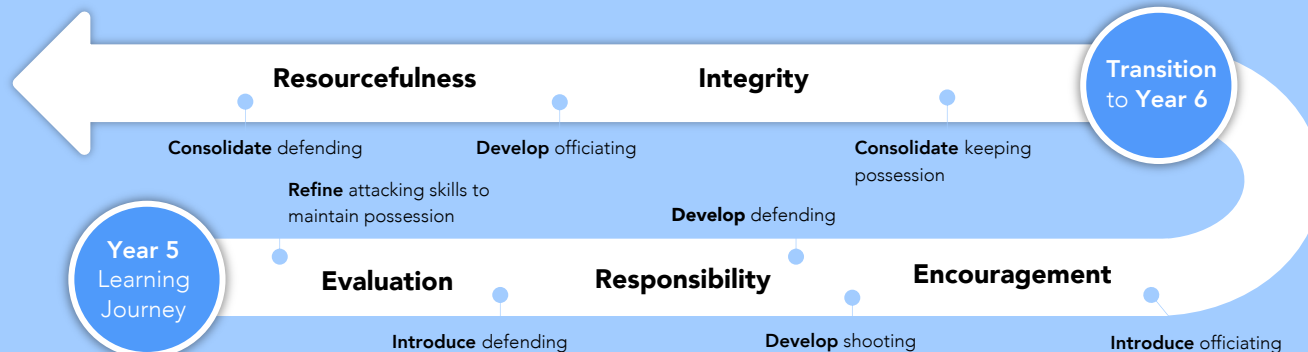 Resourcefulness
Integrity
Transition
to Year 6
Consolidate defending
Develop officiating
Consolidate keeping
possession
Refine attacking skills to
maintain possession
Develop defending
Year 5
Learning
Journey
Evaluation
Responsibility
Encouragement
Introduce defending
Develop shooting
Introduce officiating